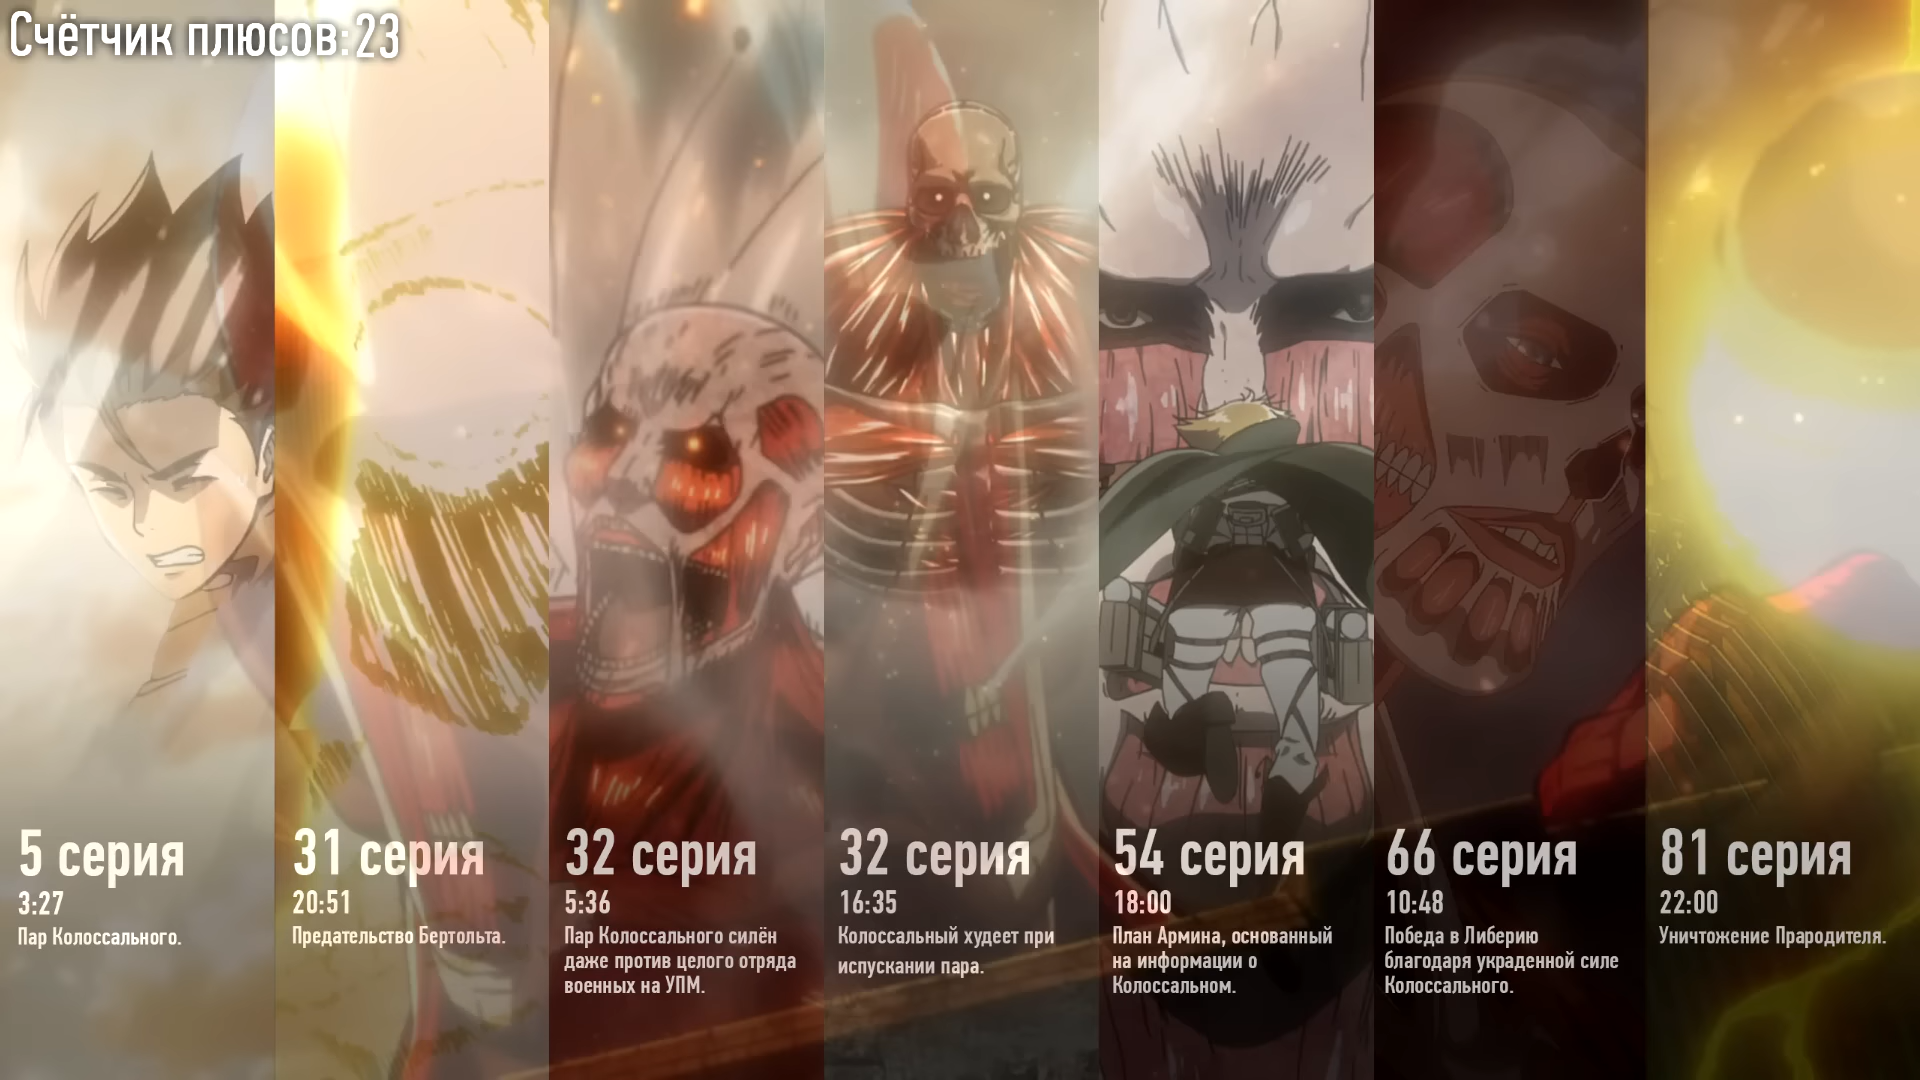 Счётчик плюсов:23
5 серия
3:27
Пар Колоссального.
31 серия
20:51
Предательство Бертольта.
32 серия
5:36
Пар Колоссального силён
даже против целого отряда
военных на УПМ.
32 серия
16:35
Колоссальный худеет при
испускании пара.
54 серия
18:00
План Армина, основанный
на информации о
Колоссальном.
66 серия
10:48
Победа в Либерию
благодаря украденной силе
Колоссального.
81 серия
22:00
Уничтожение Прародителя.